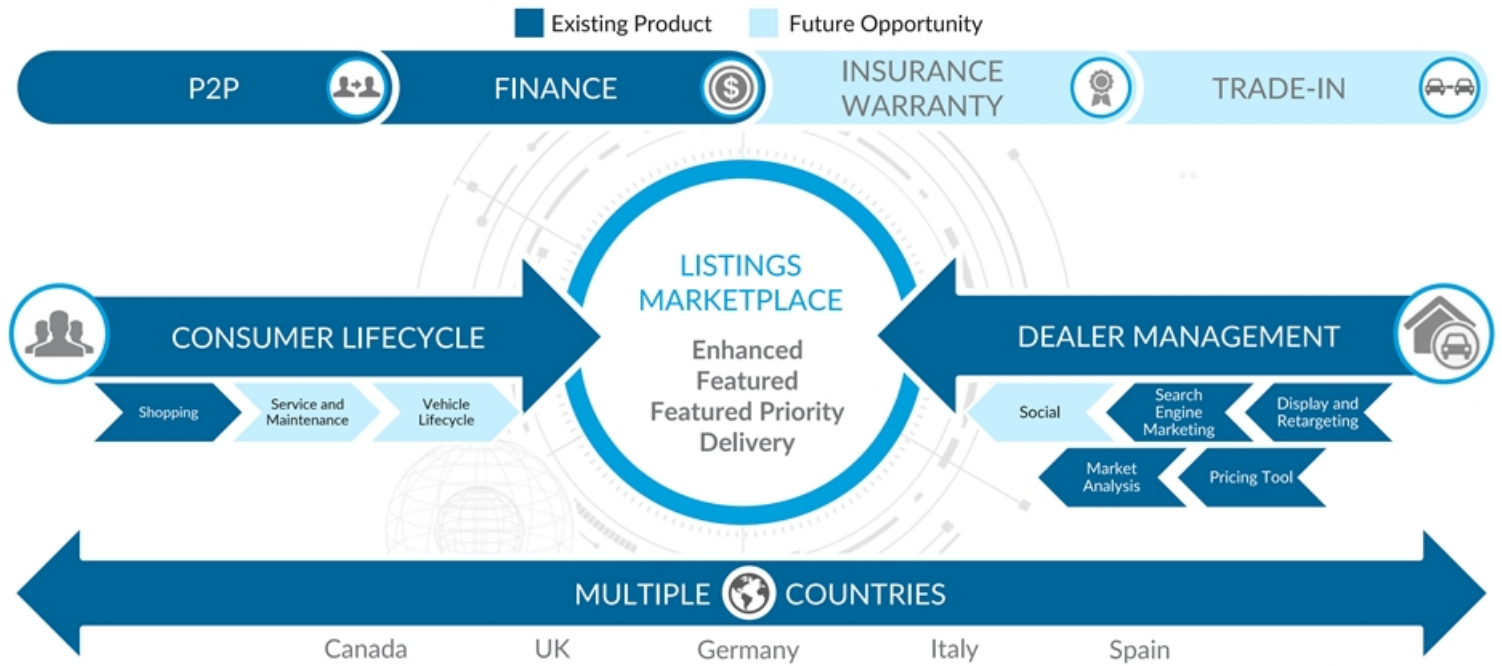 Existing Product
Future Opportunity
P2P
FINANCE
INSURANCE
WARRANTY
TRADE-IN
LISTINGS
MARKETPLACE
Enhanced
Featured
Featured Priority
Delivery
CONSUMER LIFECYCLE
Shopping
Service and
Maintenance
Vehicle
Lifecycle
DEALER MANAGEMENT
Social
Search
Engine
Marketing
Display and
Retargeting
Market
Analysis
Pricing Tool
MULTIPLE COUNTRIES
Canada
UK
Germany
Italy
Spain